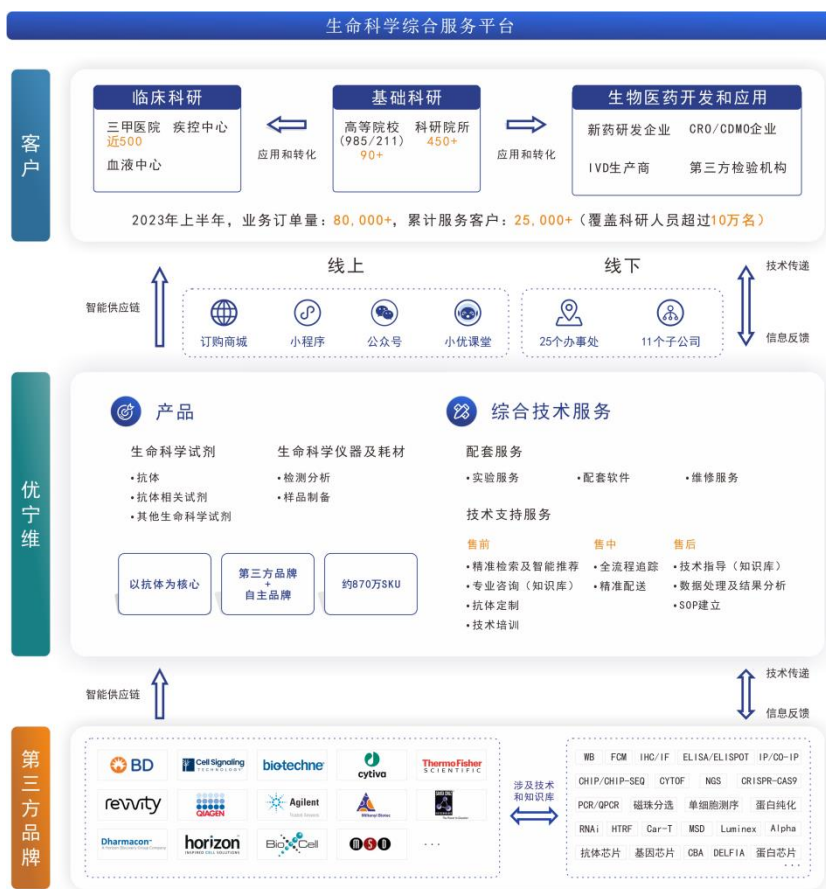 生命科学综合服务平台
客户
临床科研
三甲医院 疾控中心
近500
血液中心
应用和转化
基础科研
高等院校 科研院所
(985/211) 450+
90+
应用和转化
生物医药开发和应用
新药研发企业 CRO/CDMO企业
IVD生产商 第三方检验机构
2023年上半年，业务订单量：80,000+，累计服务客户：25,000+（覆盖科研人员超过10万名）
智能供应链
线上
订购商城 小程序 公众号 小优课堂
线下
25个办事处 11个子公司
技术传递
信息反馈
优宁维
产品
生命科学试剂
•抗体
•抗体相关试剂
•其他生命科学试剂
生命科学仪器及耗材
•检测分析
•样品制备
以抗体为核心
第三方品牌
+
自主品牌
约870万SKU
综合技术服务
配套服务
•实验服务 •配套软件 •维修服务
技术支持服务
售前
•精准检索及智能推荐
•专业咨询（知识库）
•抗体定制
•技术培训
售中
•全流程追踪
•精准配送
售后
•技术指导（知识库）
•数据处理及结果分析
•SOP建立
智能供应链
技术传递
信息反馈
第三方品牌
BD
Cell Signaling
TECHNOLOGY
bio-techne
cytiva
ThermoFisher
SCIENTIFIC
revvity
QIAGEN
Agilent
Trusted Answers
Miltenyi Biotec
SANTA CRUZ
Dharmacon
horizon
INSPIRED CELL SOLUTIONS
BioXCell
MSD
...
涉及技术
和知识库
WB FCM IHC/IF ELISA/ELISPOT IP/CO-IP
CHIP/CHIP-SEQ CYTOF NGS CRISPR-CAS9
PCR/QPCR 磁珠分选 单细胞测序 蛋白纯化
RNAi HTRF Car-T MSD Luminex Alpha
抗体芯片 基因芯片 CBA DELFIA 蛋白芯片
...